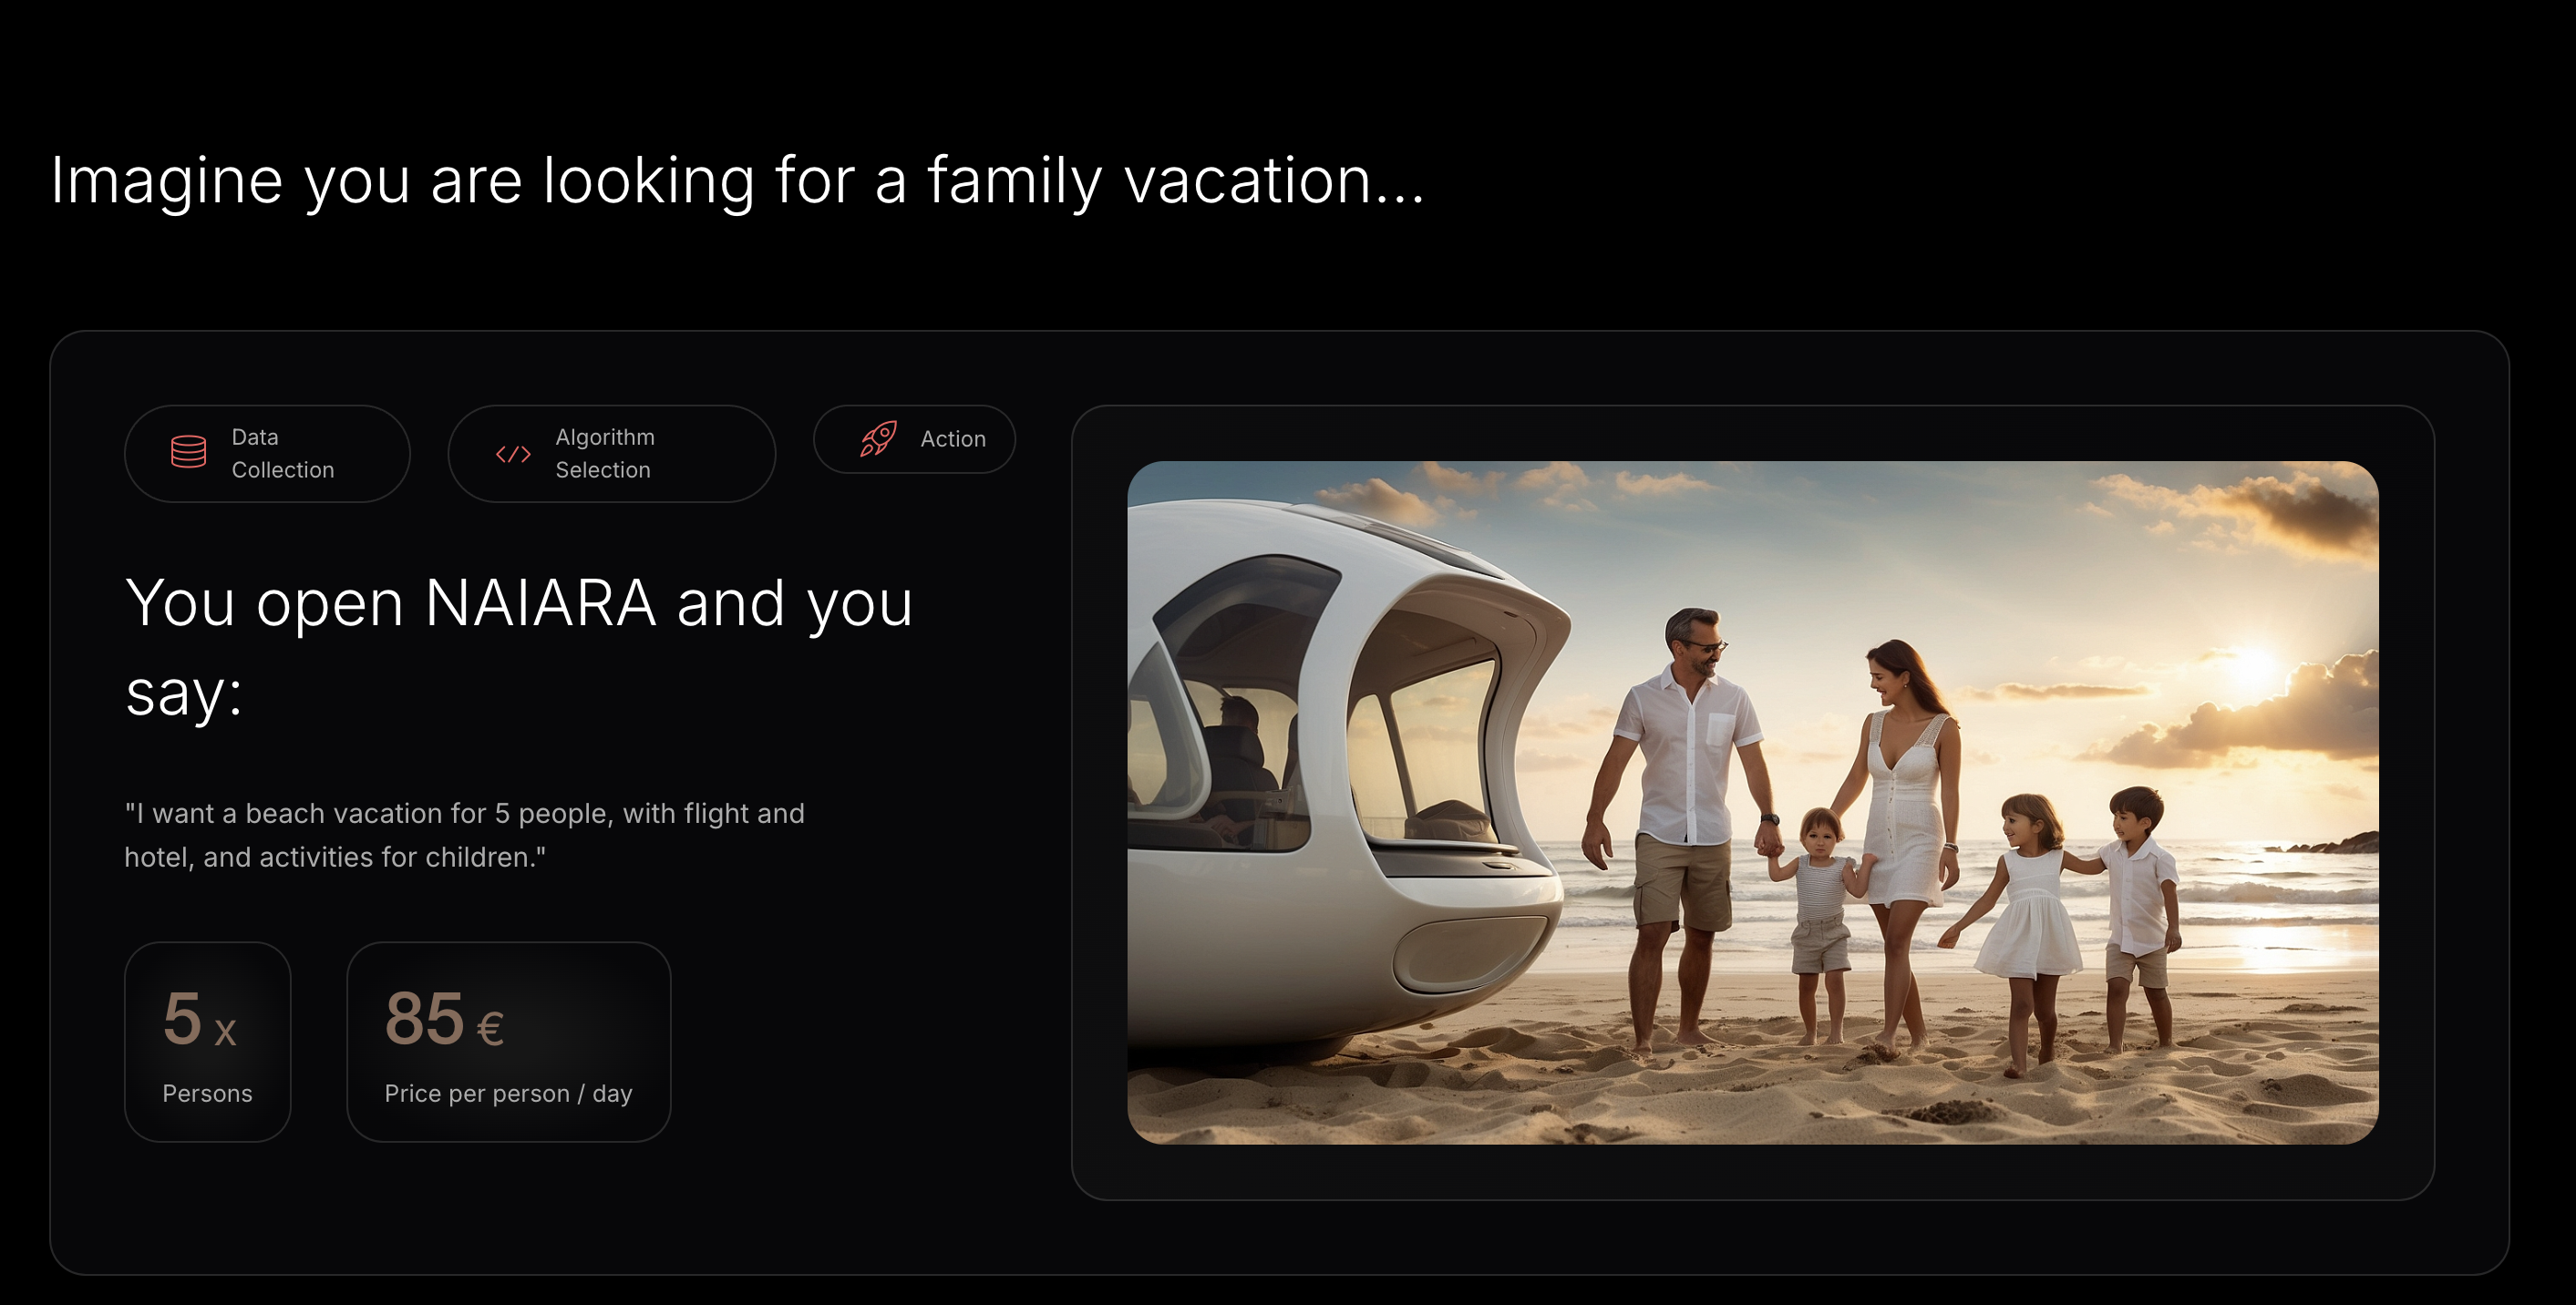 Imagine you are looking for a family vacation...
Data
Collection
Algorithm
Selection
Action
You open NAIARA and you
say:
"I want a beach vacation for 5 people, with flight and
hotel, and activities for children."
5 x
Persons
85 €
Price per person / day